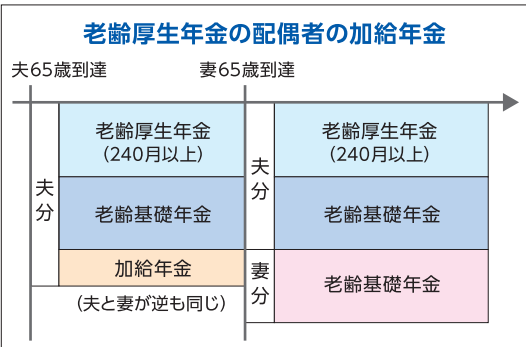 老齢厚生年金の配偶者の加給年金
夫65歳到達
妻65歳到達
夫分
老齢厚生年金
（240月以上）
老齢基礎年金
加給年金
（夫と妻が逆も同じ）
夫分
老齢厚生年金
（240月以上）
老齢基礎年金
妻分
老齢基礎年金